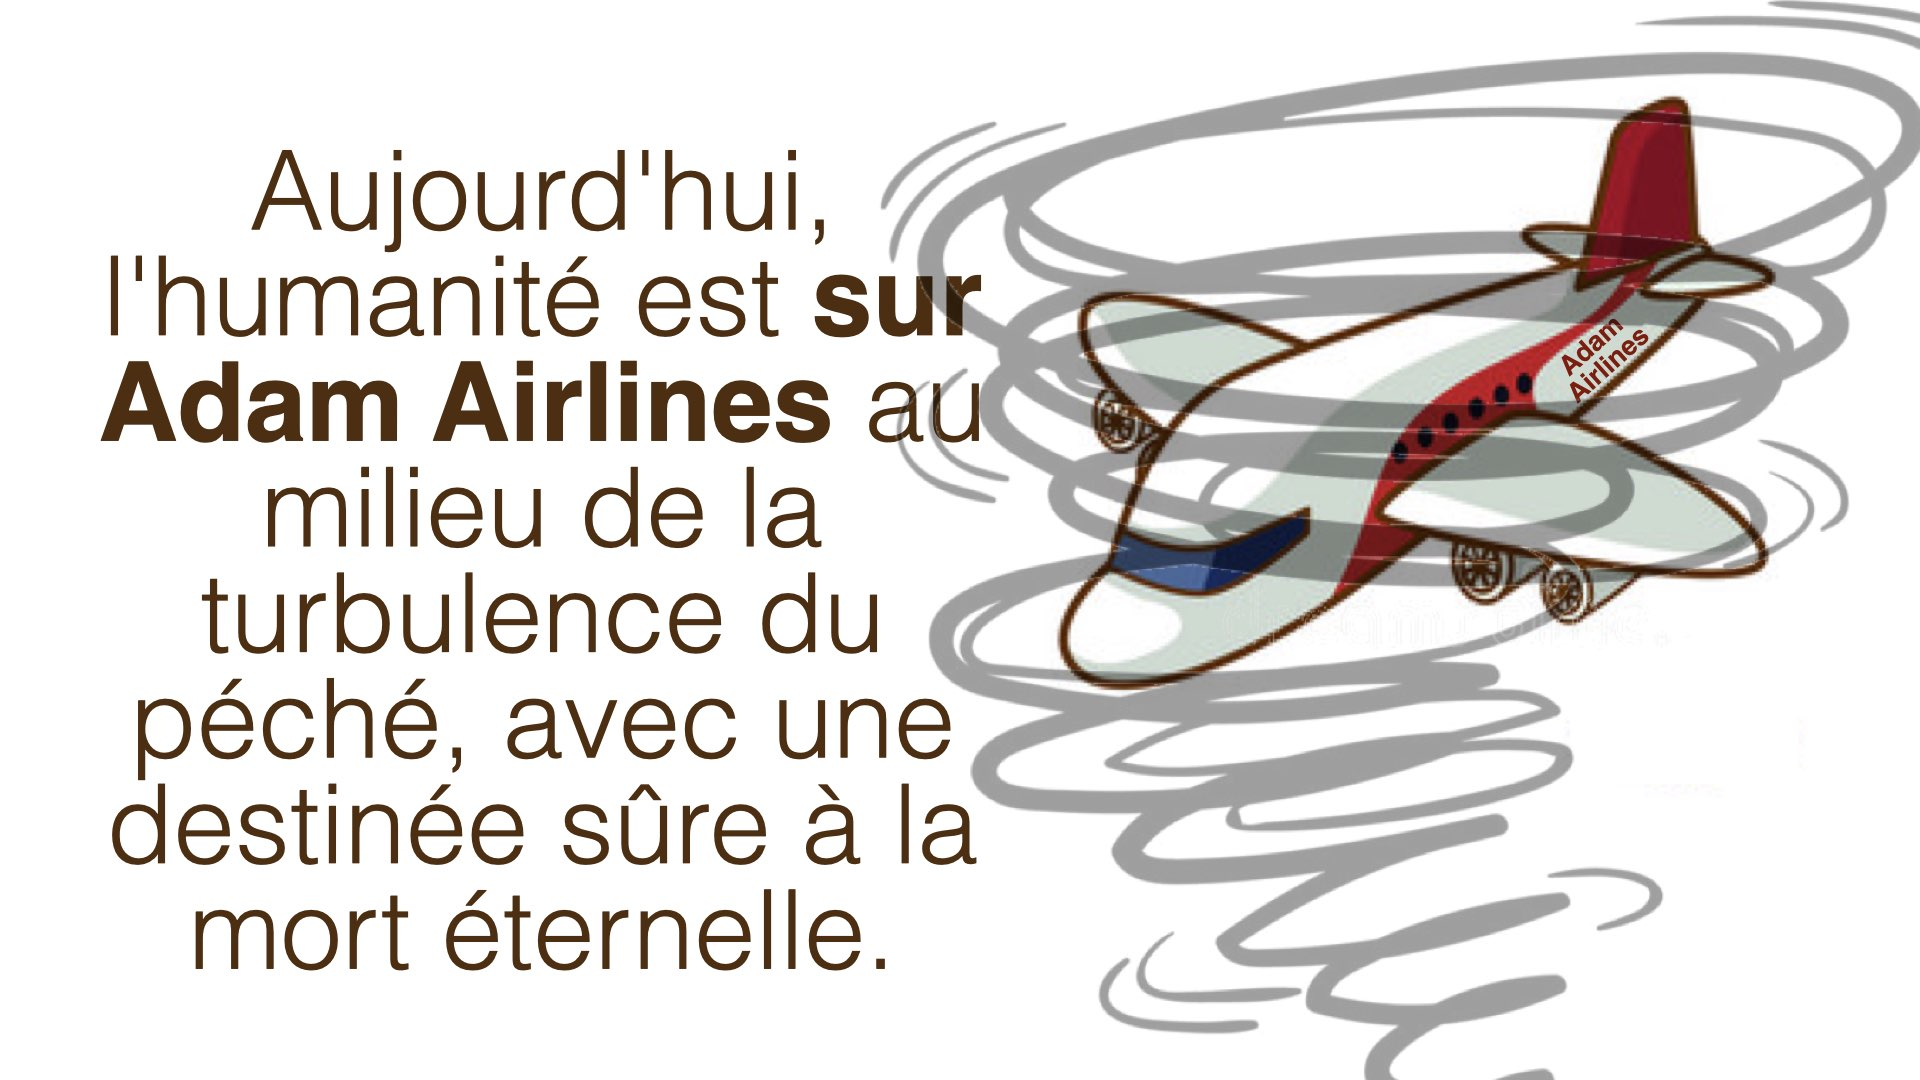 Aujourd'hui,
l'humanité est sur
Adam Airlines au
milieu de la
turbulence du
péché, avec une
destinée sûre à la
mort éternelle.
Adam
Airlines